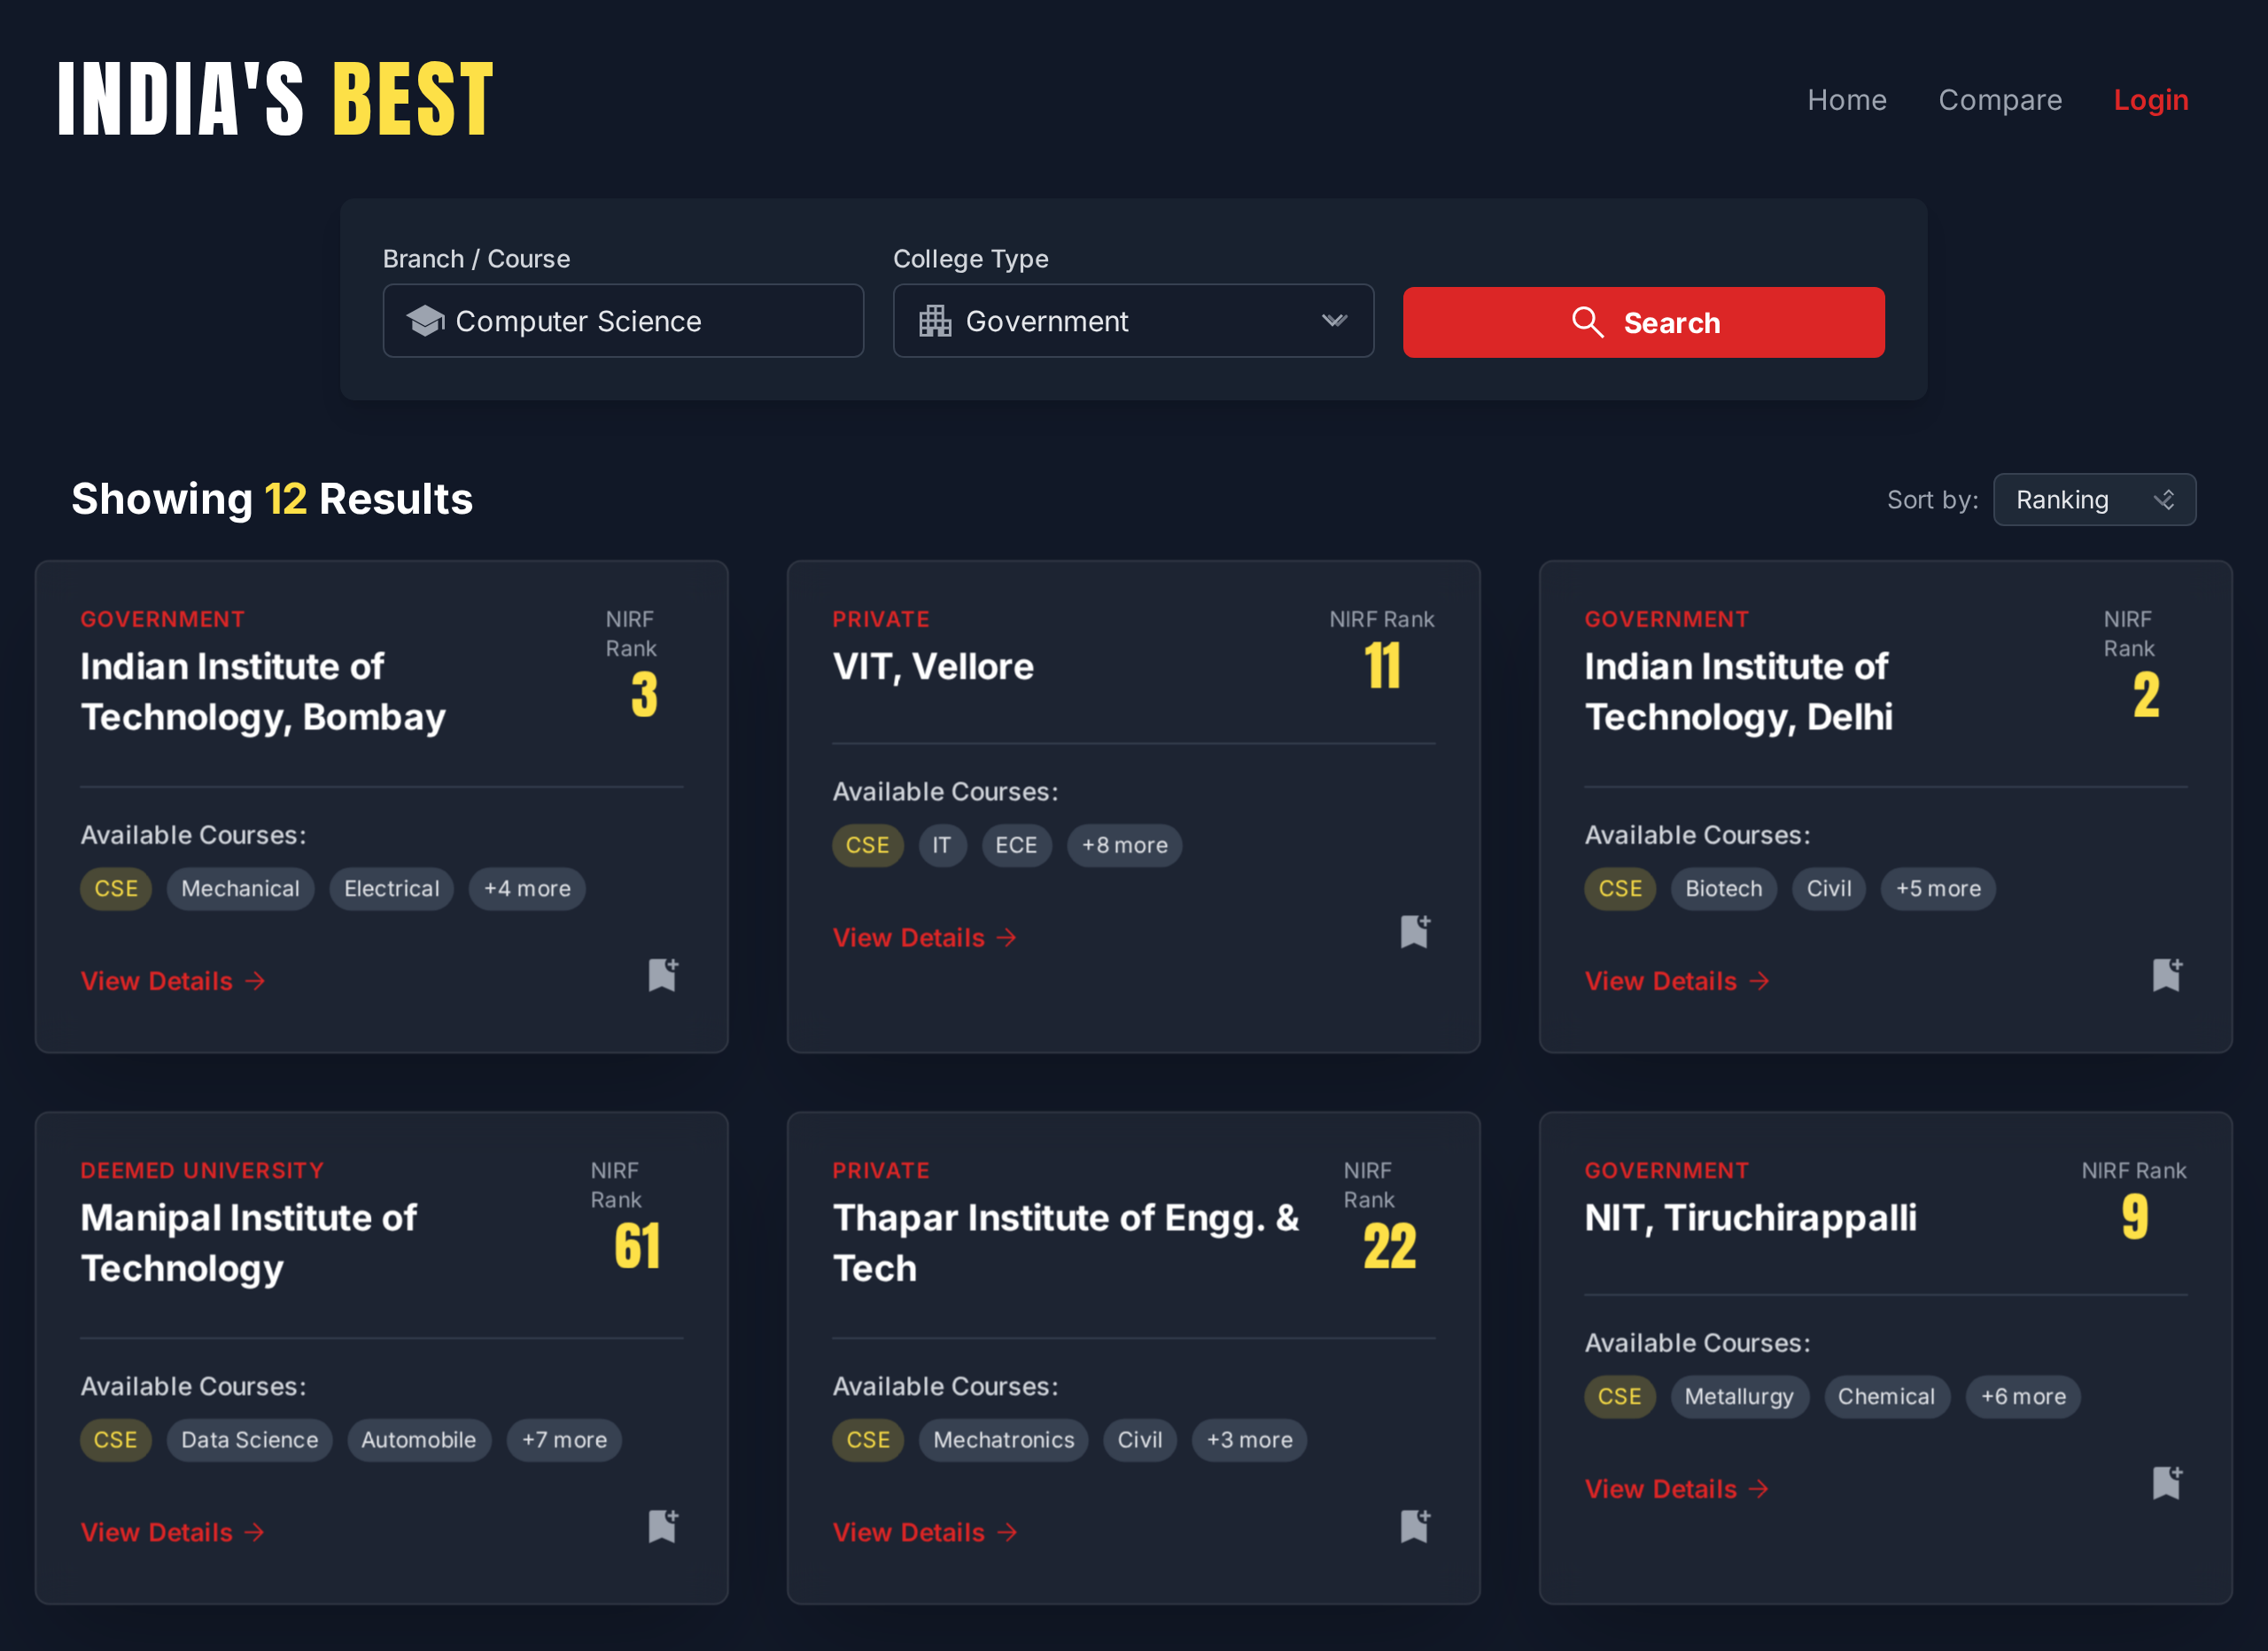 INDIA'S BEST
Home
Compare
Login
Branch / Course
Computer Science
College Type
Government
Search
Showing 12 Results
Sort by:
Ranking
GOVERNMENT
Indian Institute of
Technology, Bombay
NIRF
Rank
3
Available Courses:
CSE
Mechanical
Electrical
+4 more
View Details →
PRIVATE
VIT, Vellore
NIRF Rank
11
Available Courses:
CSE
IT
ECE
+8 more
View Details →
GOVERNMENT
Indian Institute of
Technology, Delhi
NIRF
Rank
2
Available Courses:
CSE
Biotech
Civil
+5 more
View Details →
DEEMED UNIVERSITY
Manipal Institute of
Technology
NIRF
Rank
61
Available Courses:
CSE
Data Science
Automobile
+7 more
View Details →
PRIVATE
Thapar Institute of Engg. &
Tech
NIRF
Rank
22
Available Courses:
CSE
Mechatronics
Civil
+3 more
View Details →
GOVERNMENT
NIT, Tiruchirappalli
NIRF Rank
9
Available Courses:
CSE
Metallurgy
Chemical
+6 more
View Details →